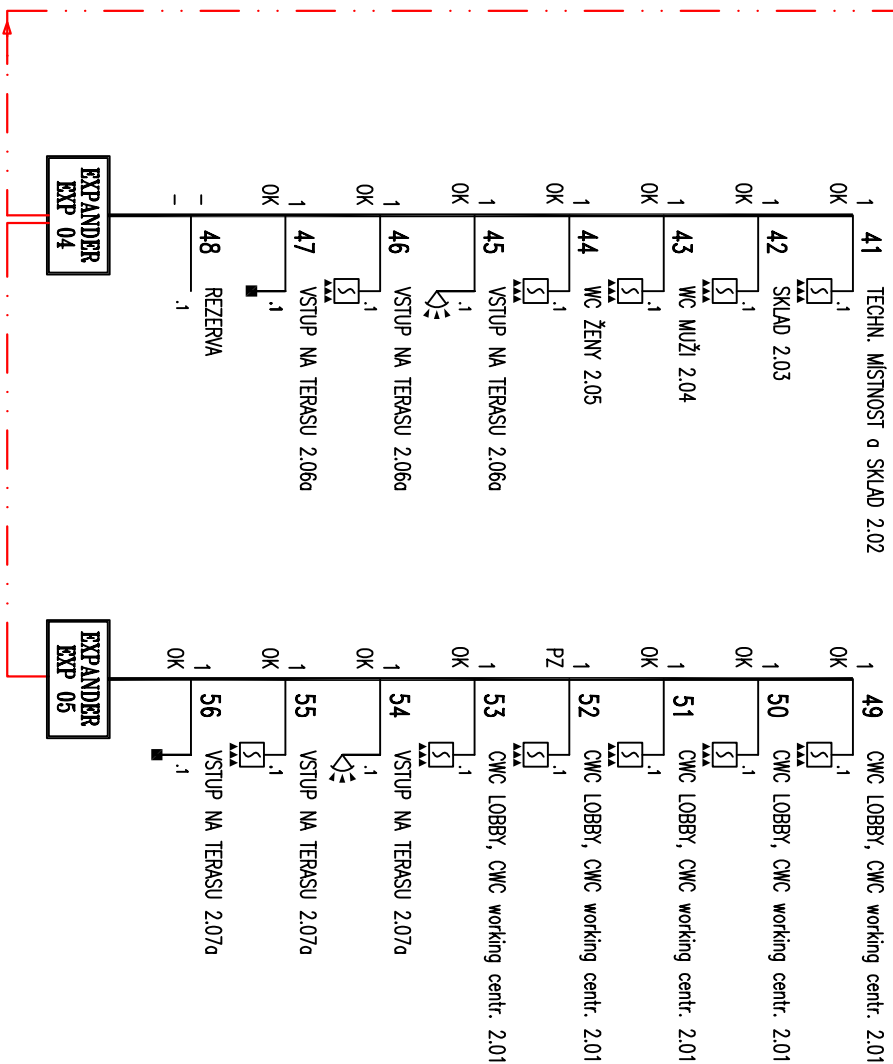 EXPANDER
EXP 04
1
OK
41
TECHN. MÍSTNOST a SKLAD 2.02
.1
1
OK
42
SKLAD 2.03
.1
1
OK
43
WC MUŽI 2.04
.1
1
OK
44
WC ŽENY 2.05
.1
1
OK
45
VSTUP NA TERASU 2.06a
.1
1
OK
46
VSTUP NA TERASU 2.06a
.1
1
OK
47
VSTUP NA TERASU 2.06a
.1
-
-
48
REZERVA
.1
EXPANDER
EXP 05
1
OK
49
CWC LOBBY, CWC working centr. 2.01
.1
1
OK
50
CWC LOBBY, CWC working centr. 2.01
.1
1
OK
51
CWC LOBBY, CWC working centr. 2.01
.1
1
PZ
52
CWC LOBBY, CWC working centr. 2.01
.1
1
OK
53
CWC LOBBY, CWC working centr. 2.01
.1
1
OK
54
VSTUP NA TERASU 2.07a
.1
1
OK
55
VSTUP NA TERASU 2.07a
.1
1
OK
56
VSTUP NA TERASU 2.07a
.1